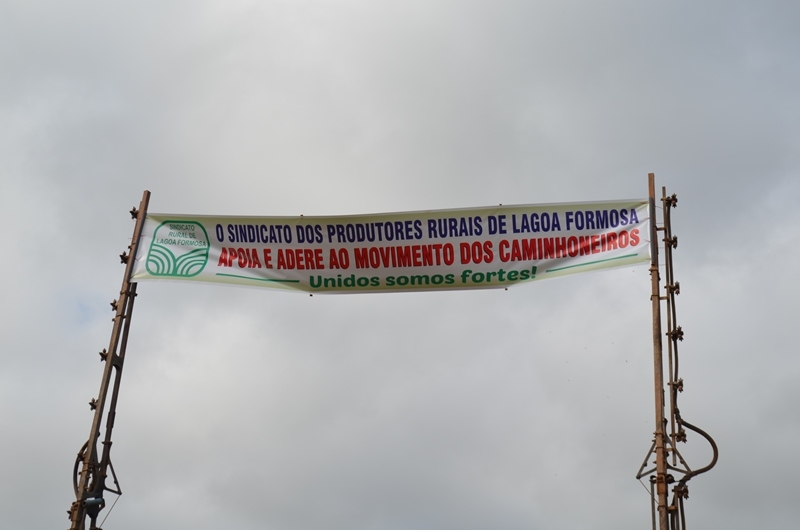 SINDICATO
RURAL DE
LAGOA FORMOSA
O SINDICATO DOS PRODUTORES RURAIS DE LAGOA FORMOSA
APOIA E ADERE AO MOVIMENTO DOS CAMINHONEIROS
Unidos somos fortes!